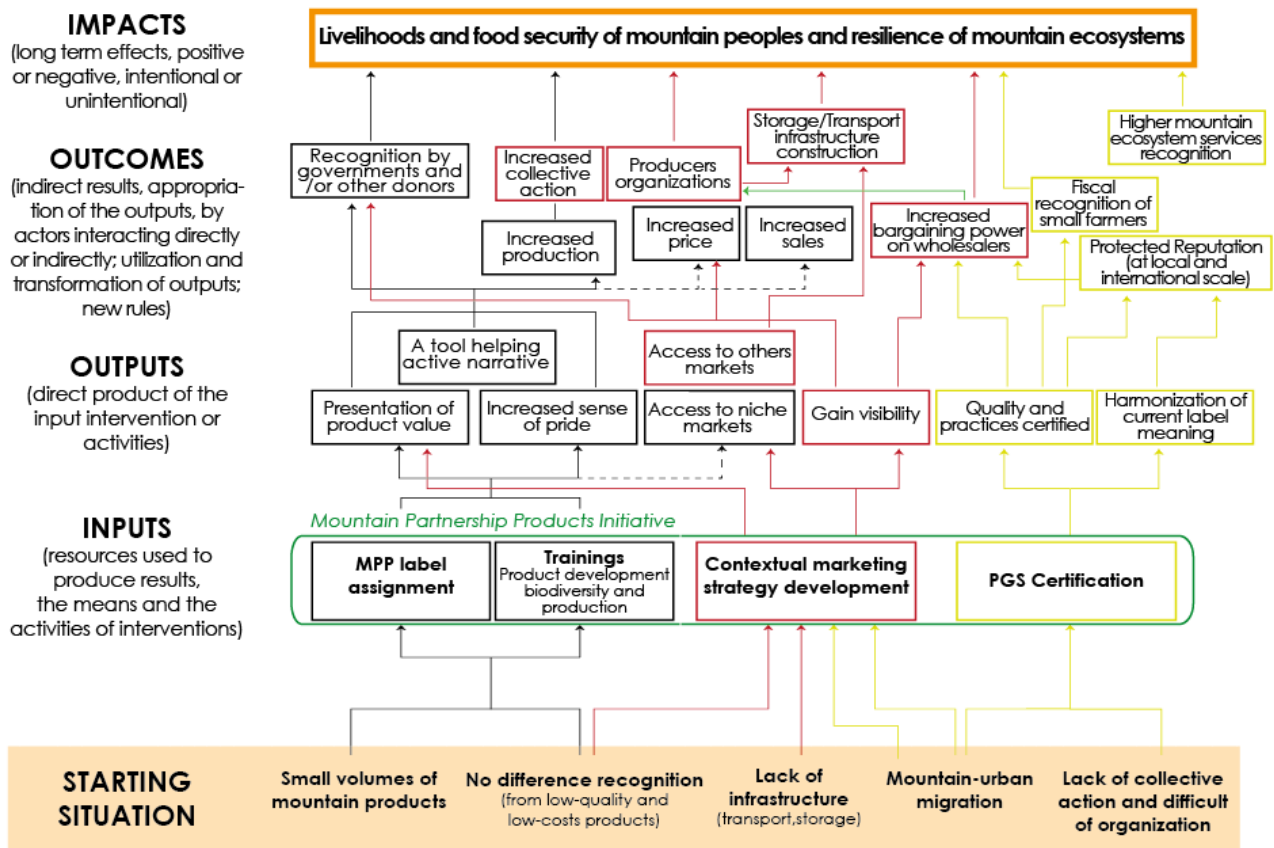 IMPACTS
(long term effects, positive
or negative, intentional or
unintentional)
Livelihoods and food security of mountain peoples and resilience of mountain ecosystems
OUTCOMES
(indirect results, appropria-
tion of the outputs, by
actors interacting directly
or indirectly; utilization and
transformation of outputs;
new rules)
Recognition by
governments and
/or other donors
Increased
collective
action
Producers
organizations
Storage/Transport
infrastructure
construction
Higher mountain
ecosystem services
recognition
Increased
production
Increased
price
Increased
sales
Increased
bargaining power
on wholesalers
Fiscal
recognition of
small farmers
Protected Reputation
(at local and
international scale)
OUTPUTS
(direct product of the
input intervention or
activities)
A tool helping
active narrative
Access to others
markets
Presentation of
product value
Increased sense
of pride
Access to niche
markets
Gain visibility
Quality and
practices certified
Harmonization of
current label
meaning
INPUTS
(resources used to
produce results,
the means and the
activities of interventions)
Mountain Partnership Products Initiative
MPP label
assignment
Trainings
Product development
biodiversity and
production
Contextual marketing
strategy development
PGS Certification
STARTING
SITUATION
Small volumes of
mountain products
No difference recognition
(from low-quality and
low-costs products)
Lack of
infrastructure
(transport,storage)
Mountain-urban
migration
Lack of collective
action and difficult
of organization